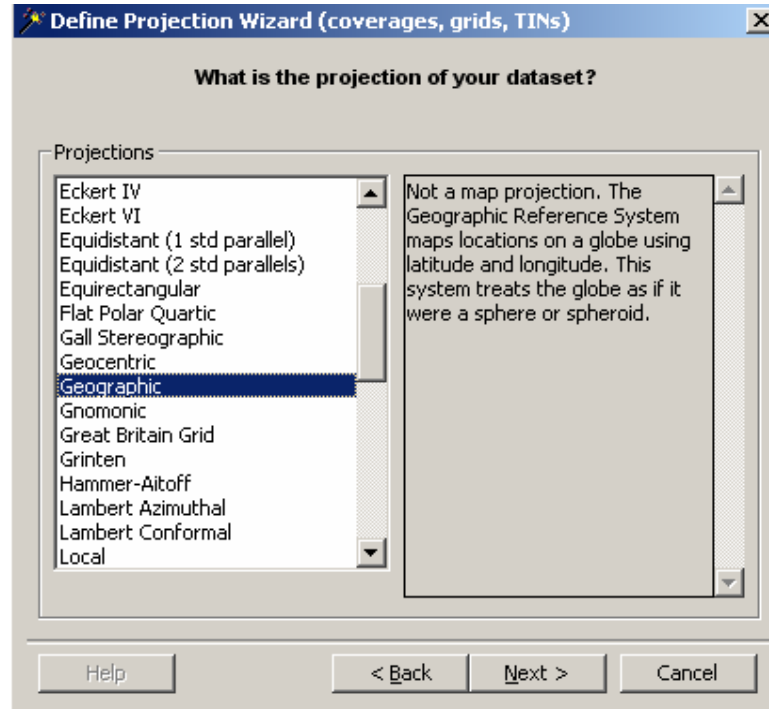 Define Projection Wizard (coverages, grids, TINs)
What is the projection of your dataset?
Projections
Eckert IV
Eckert VI
Equidistant (1 std parallel)
Equidistant (2 std parallels)
Equirectangular
Flat Polar Quartic
Gall Stereographic
Geocentric
Geographic
Gnomonic
Great Britain Grid
Grinten
Hammer-Aitoff
Lambert Azimuthal
Lambert Conformal
Local
Not a map projection. The
Geographic Reference System
maps locations on a globe using
latitude and longitude. This
system treats the globe as if it
were a sphere or spheroid.
Help
< Back
Next >
Cancel